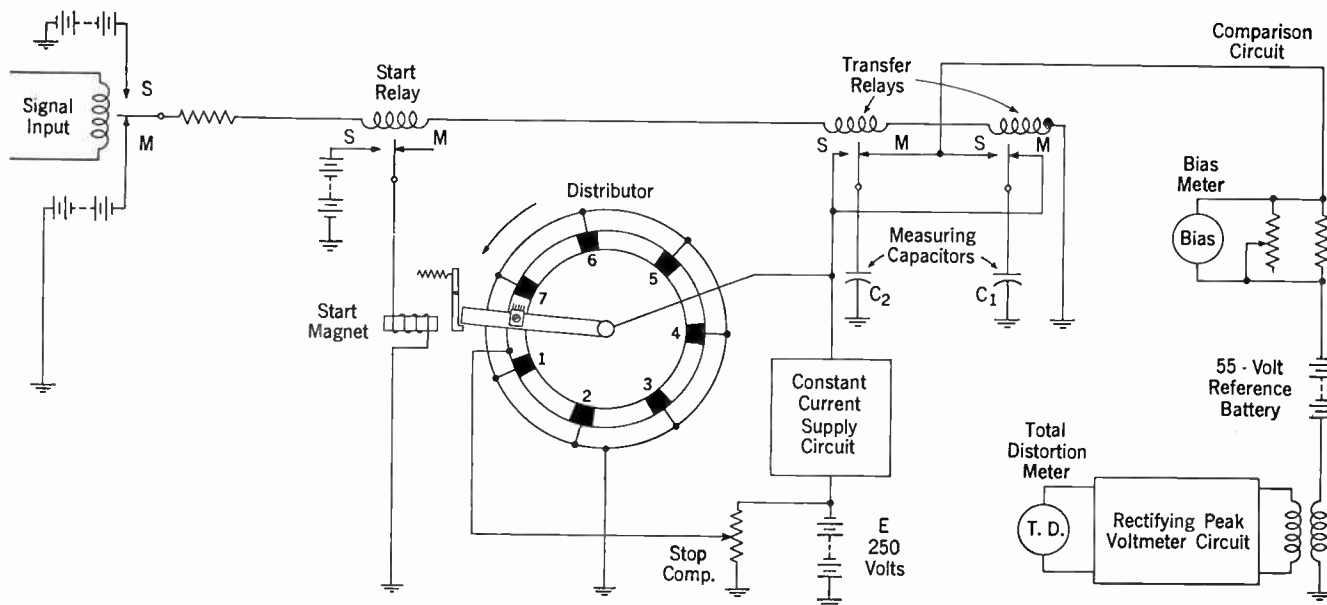 Comparison
Circuit
Start
Relay
Transfer
Relays
Signal
Input
S
M
S
M
S
M
S
M
Distributor
Bias
Meter
Bias
Measuring
Capacitors
C2
C1
Start
Magnet
6
5
7
4
1
2
3
Constant
Current
Supply
Circuit
55 - Volt
Reference
Battery
Total
Distortion
Meter
T. D.
Rectifying Peak
Voltmeter Circuit
Stop
Comp.
E
250
Volts